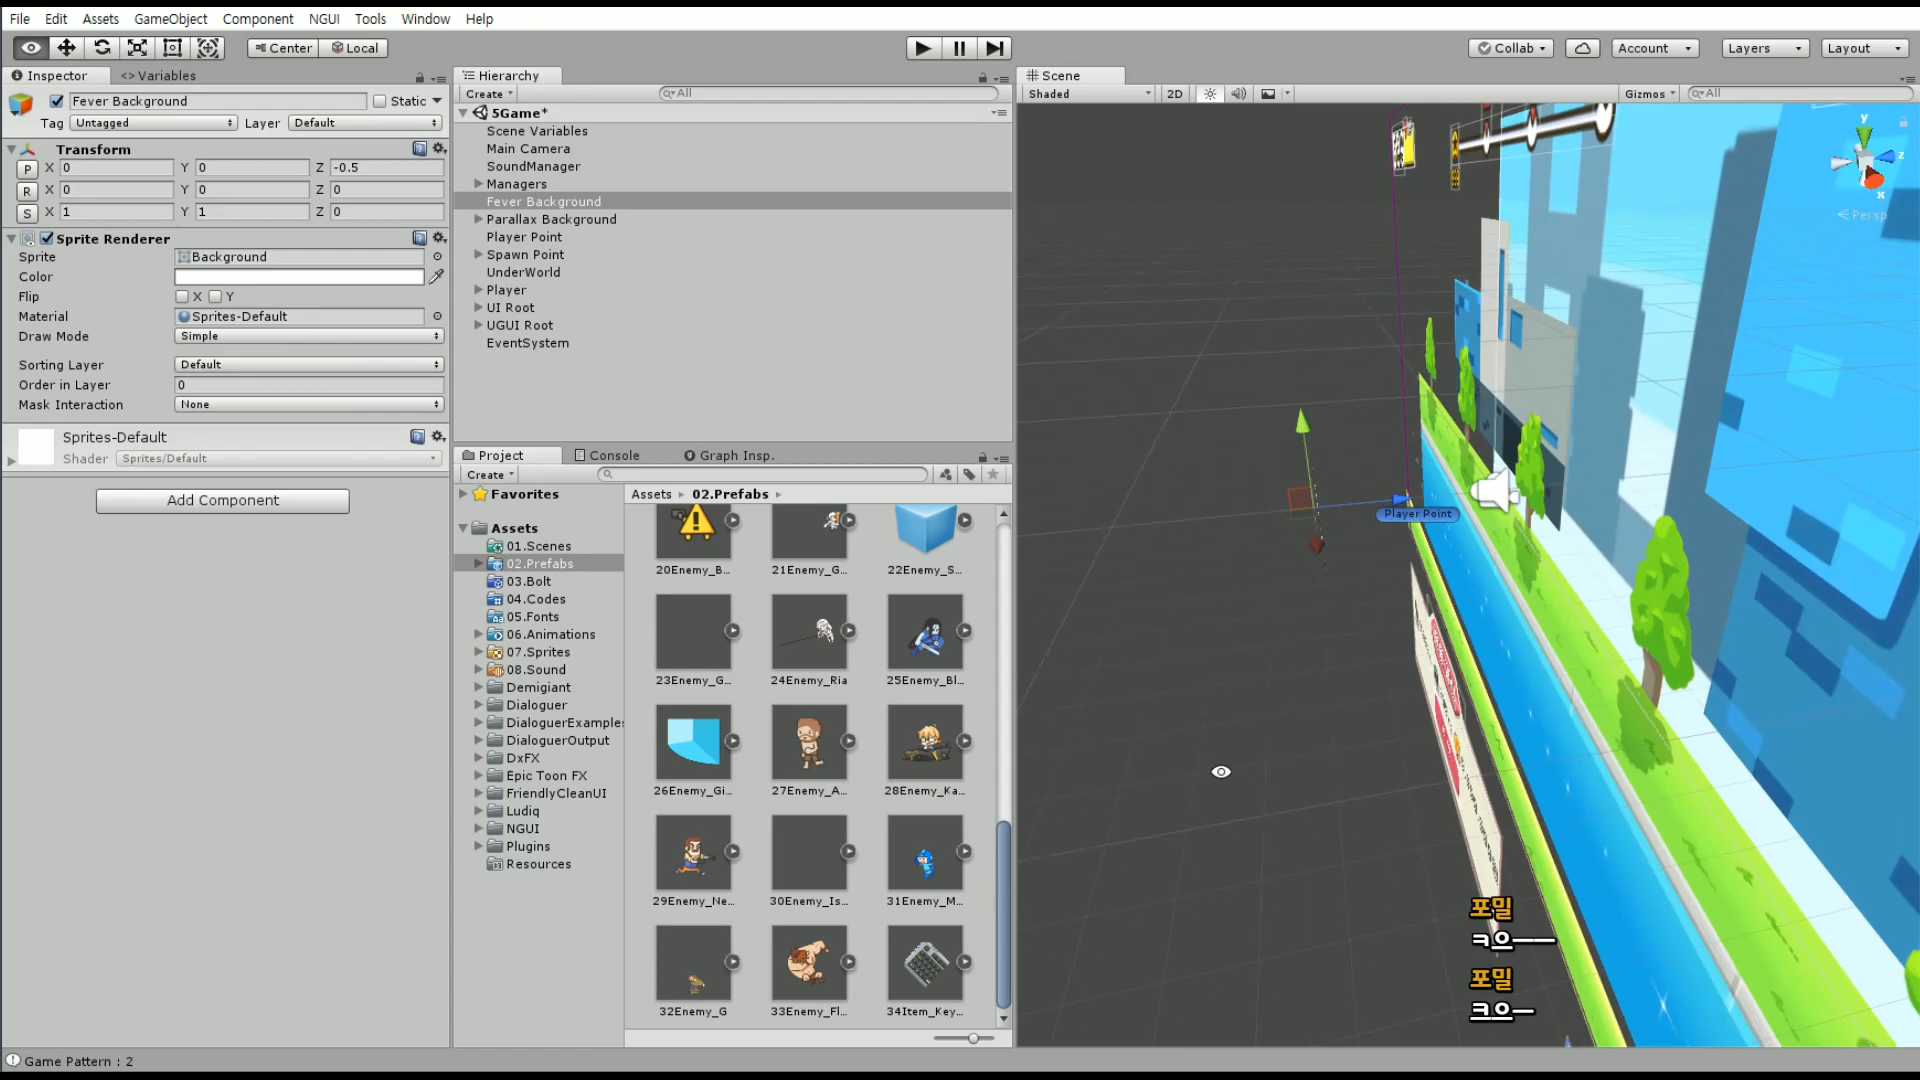 File Edit Assets GameObject Component NGUI Tools Window Help
Center Local Collab Account Layers Layout
Inspector <> Variables
Fever Background Static
Tag Untagged Layer Default
Transform
P X 0 Y 0 Z -0.5
R X 0 Y 0 Z 0
S X 1 Y 1 Z 0
Sprite Renderer
Sprite Background
Color
Flip X Y
Material Sprites-Default
Draw Mode Simple
Sorting Layer Default
Order in Layer 0
Mask Interaction None
Sprites-Default
Shader Sprites/Default
Add Component
Hierarchy
Create All
5Game*
Scene Variables
Main Camera
SoundManager
Managers
Fever Background
Parallax Background
Player Point
Spawn Point
UnderWorld
Player
UI Root
UGUI Root
EventSystem
Project Console Graph Insp.
Create
Favorites
Assets
01.Scenes
02.Prefabs
03.Bolt
04.Codes
05.Fonts
06.Animations
07.Sprites
08.Sound
Demigiant
Dialoguer
DialoguerExamples
DialoguerOutput
DxFX
Epic Toon FX
FriendlyCleanUI
Ludiq
NGUI
Plugins
Resources
Assets 02.Prefabs
20Enemy_B... 21Enemy_G... 22Enemy_S...
23Enemy_G... 24Enemy_Ria 25Enemy_Bl...
26Enemy_Gi... 27Enemy_A... 28Enemy_Ka...
29Enemy_Ne... 30Enemy_Is... 31Enemy_M...
32Enemy_G 33Enemy_Fl... 34Item_Key...
Scene
Shaded 2D Gizmos All
y
z
x
Persp
Player Point
포밀
ㅋ으──
포밀
크으─
Game Pattern : 2